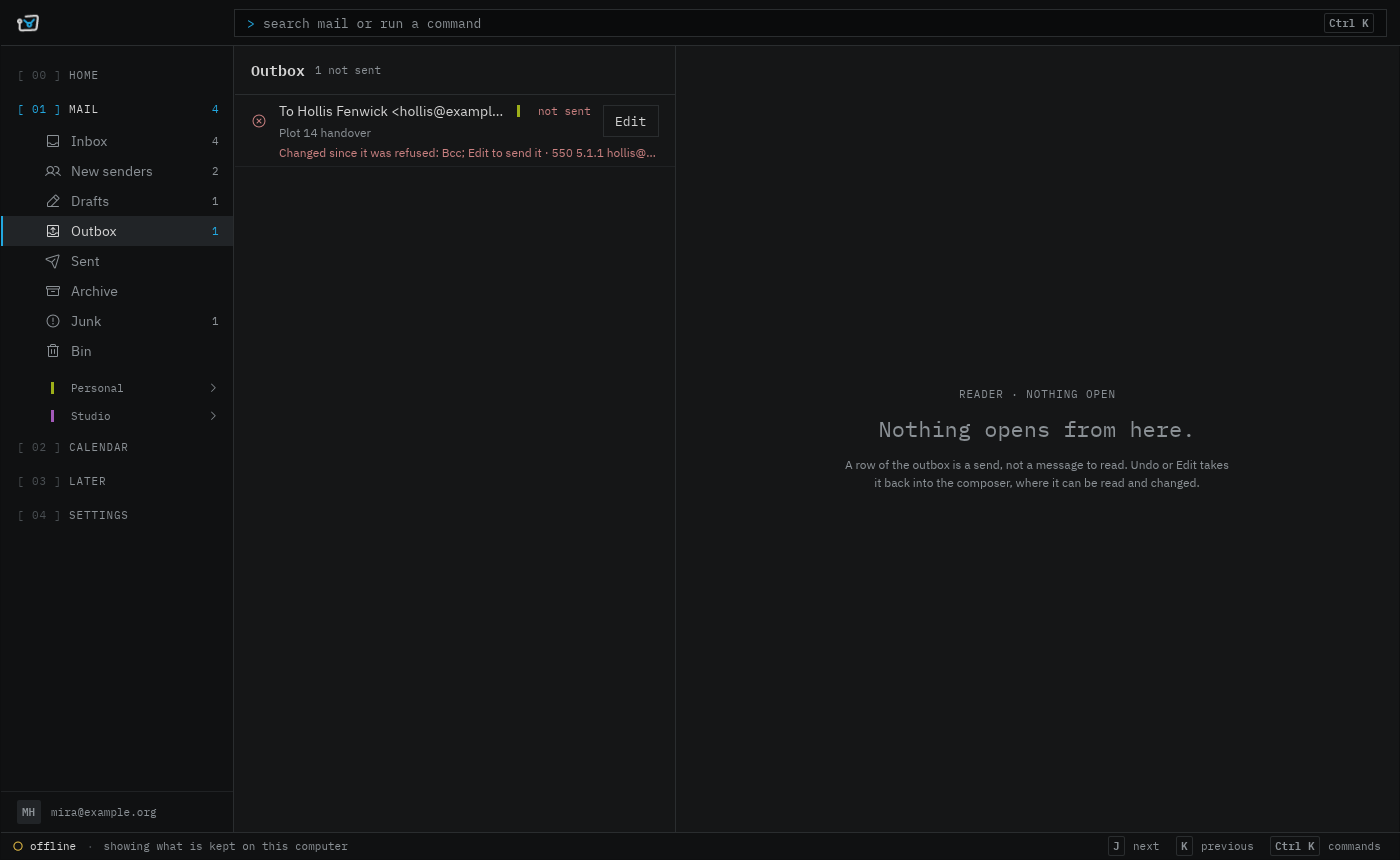 > search mail or run a command Ctrl K
[ 00 ] HOME
[ 01 ] MAIL 4
Inbox 4
New senders 2
Drafts 1
Outbox 1
Sent
Archive
Junk 1
Bin
Personal
Studio
[ 02 ] CALENDAR
[ 03 ] LATER
[ 04 ] SETTINGS
MH mira@example.org
Outbox 1 not sent
To Hollis Fenwick <hollis@exampl... not sent
Edit
Plot 14 handover
Changed since it was refused: Bcc; Edit to send it · 550 5.1.1 hollis@...
READER · NOTHING OPEN
Nothing opens from here.
A row of the outbox is a send, not a message to read. Undo or Edit takes
it back into the composer, where it can be read and changed.
offline · showing what is kept on this computer
J next K previous Ctrl K commands